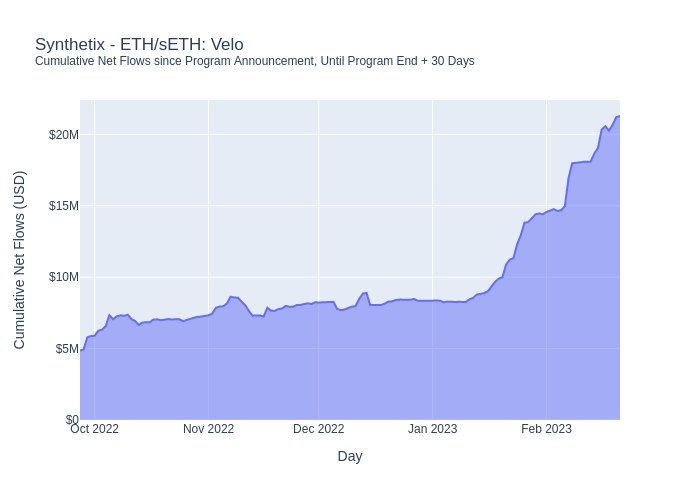 Synthetix - ETH/sETH: Velo
Cumulative Net Flows since Program Announcement, Until Program End + 30 Days
Cumulative Net Flows (USD)
$20M
$15M
$10M
$5M
$0
Oct 2022
Nov 2022
Dec 2022
Jan 2023
Feb 2023
Day